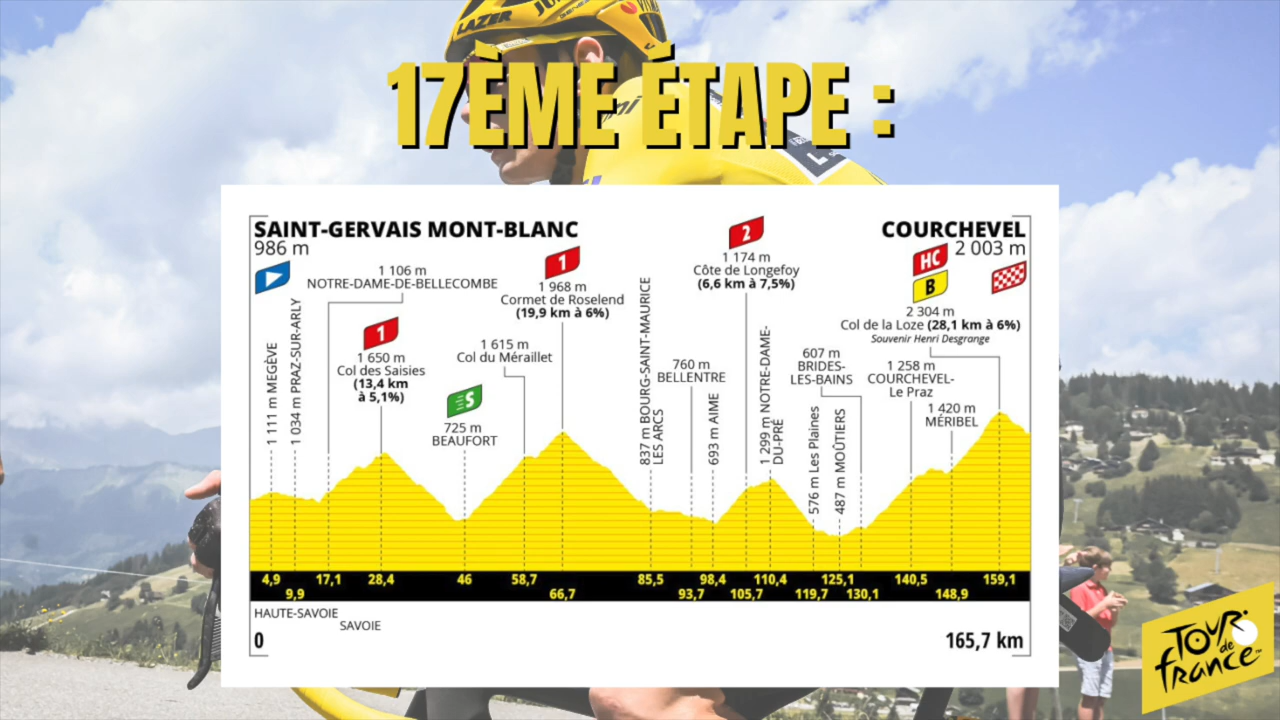 LAZER
17ÈME ÉTAPE :
SAINT-GERVAIS MONT-BLANC
986 m
COURCHEVEL
2 003 m
HC
B
2 304 m
Col de la Loze (28,1 km à 6%)
Souvenir Henri Desgrange
2
1 174 m
Côte de Longefoy
(6,6 km à 7,5%)
1
1 968 m
Cormet de Roselend
(19,9 km à 6%)
1 106 m
NOTRE-DAME-DE-BELLECOMBE
1
1 650 m
Col des Saisies
(13,4 km
à 5,1%)
1 615 m
Col du Méraillet
S
725 m
BEAUFORT
1 111 m MEGÈVE
1 034 m PRAZ-SUR-ARLY
837 m BOURG-SAINT-MAURICE
LES ARCS
760 m
BELLENTRE
693 m AIME
1 299 m NOTRE-DAME-
DU-PRÉ
607 m
BRIDES-
LES-BAINS
576 m Les Plaines
487 m MOÛTIERS
1 258 m
COURCHEVEL-
Le Praz
1 420 m
MÉRIBEL
4,9 17,1 28,4 46 58,7 85,5 98,4 110,4 125,1 140,5 159,1
9,9 66,7 93,7 105,7 119,7 130,1 148,9
HAUTE-SAVOIE
SAVOIE
0
165,7 km
TOUR
de
france